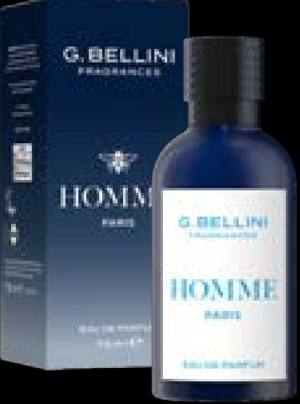 G. BELLINI
FRAGRANCES
HOMME
PARIS
EAU DE PARFUM
G. BELLINI
FRAGRANCES
HOMME
PARIS
EAU DE PARFUM